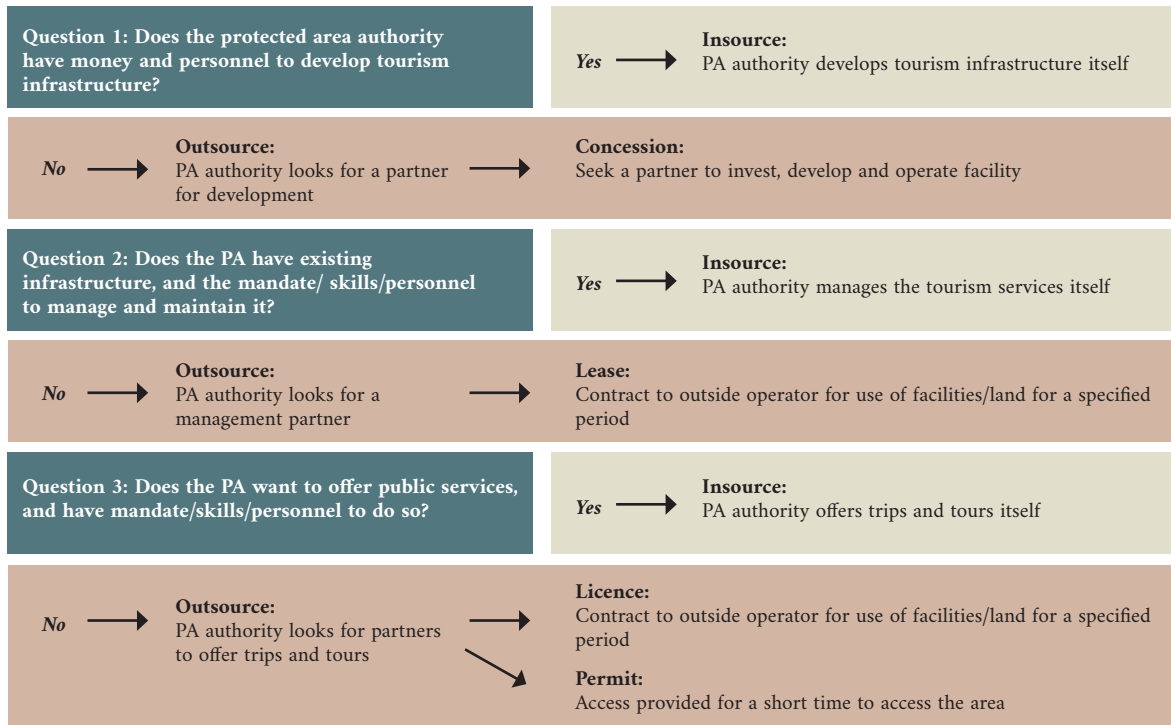 Question 1: Does the protected area authority
have money and personnel to develop tourism
infrastructure?
Yes
Insource:
PA authority develops tourism infrastructure itself
No
Outsource:
PA authority looks for a partner
for development
Concession:
Seek a partner to invest, develop and operate facility
Question 2: Does the PA have existing
infrastructure, and the mandate/ skills/personnel
to manage and maintain it?
Yes
Insource:
PA authority manages the tourism services itself
No
Outsource:
PA authority looks for a
management partner
Lease:
Contract to outside operator for use of facilities/land for a specified
period
Question 3: Does the PA want to offer public services,
and have mandate/skills/personnel to do so?
Yes
Insource:
PA authority offers trips and tours itself
No
Outsource:
PA authority looks for partners
to offer trips and tours
Licence:
Contract to outside operator for use of facilities/land for a specified
period
Permit:
Access provided for a short time to access the area